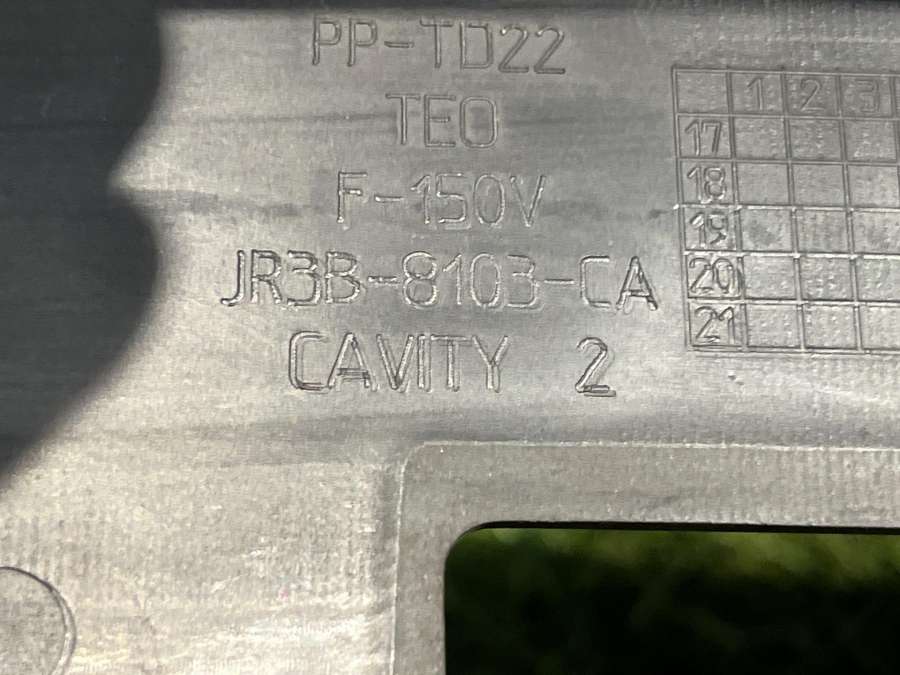 PP-TD22
TEO
F-150V
JR3B-8103-CA
CAVITY 2
1 2 3
17
18
19
20
21